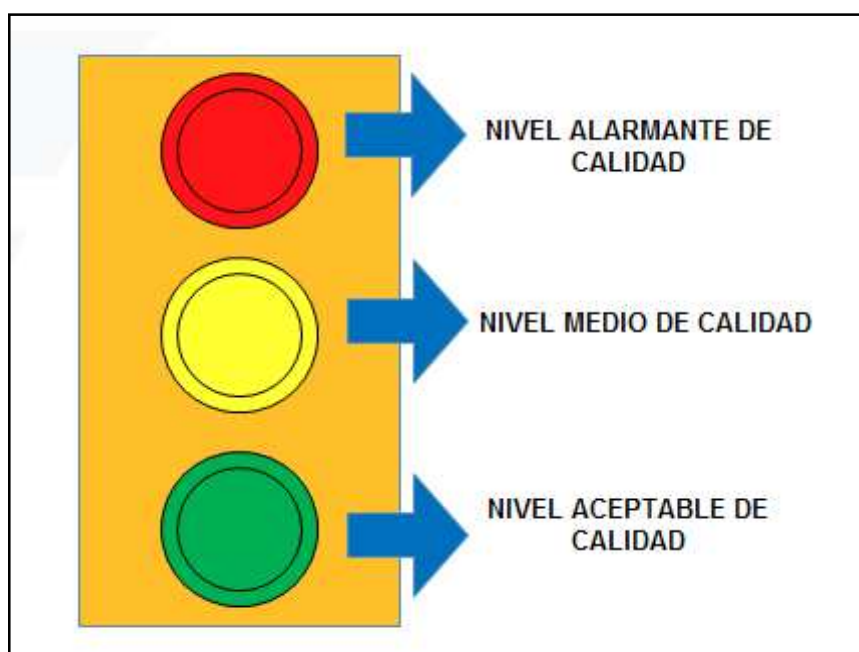 NIVEL ALARMANTE DE
CALIDAD
NIVEL MEDIO DE CALIDAD
NIVEL ACEPTABLE DE
CALIDAD